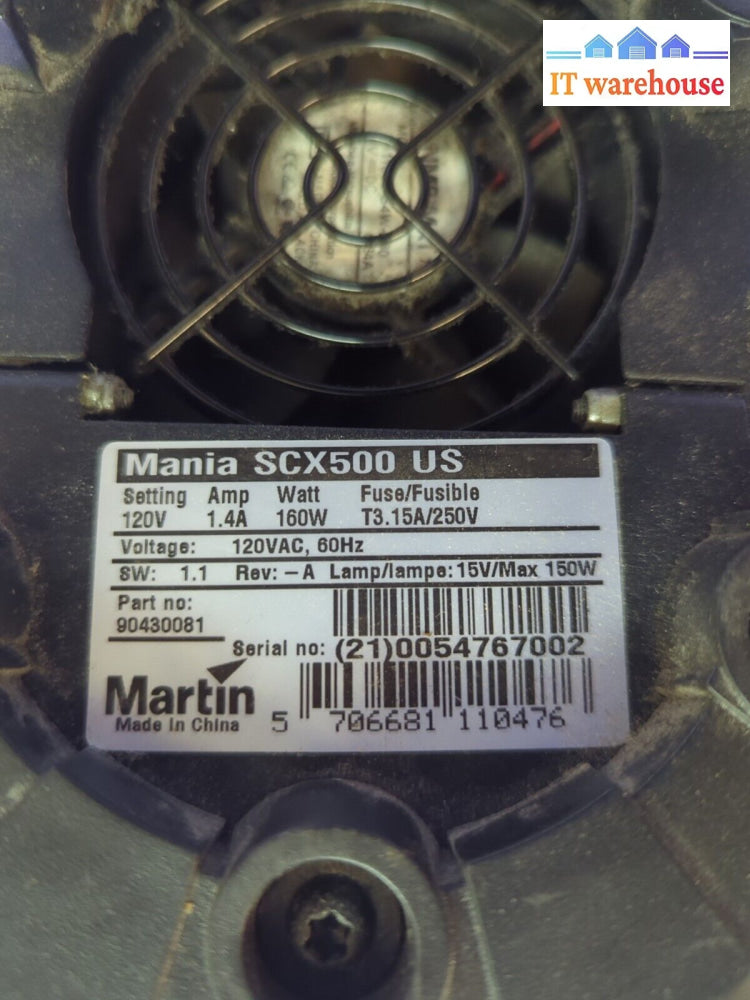 IT warehouse
Mania SCX500 US
Setting Amp Watt Fuse/Fusible
120V 1.4A 160W T3.15A/250V
Voltage: 120VAC, 60Hz
SW: 1.1 Rev: -A Lamp/lampe: 15V/Max 150W
Part no:
90430081
Serial no: (21)0054767002
Martin
Made in China
5 706681 110476